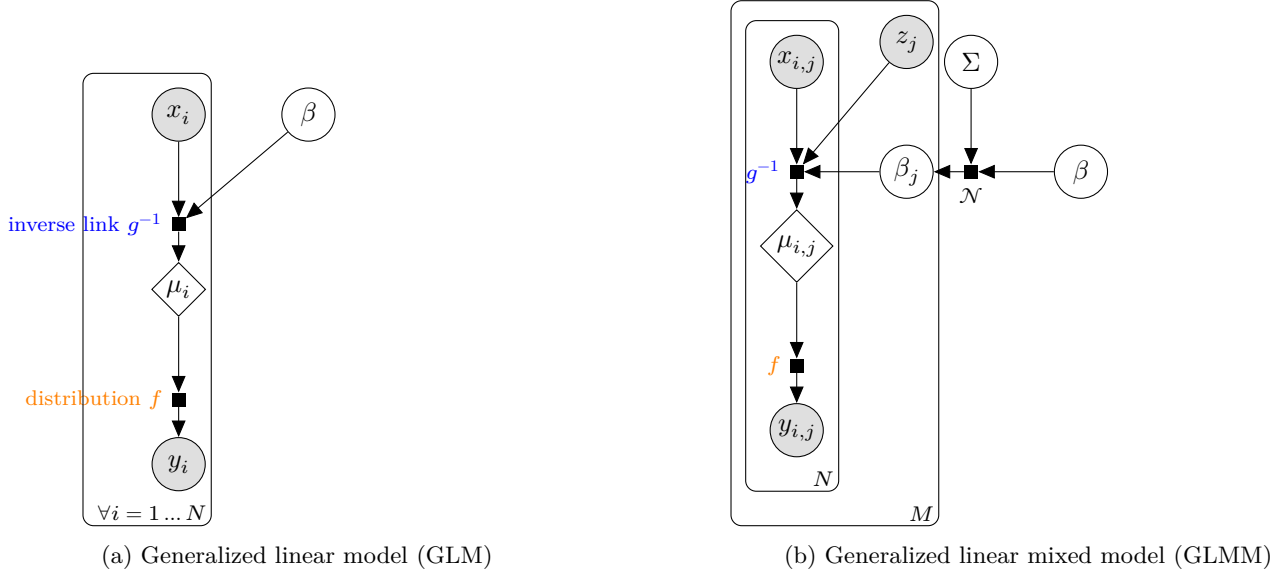 x_i
β
inverse link g^{-1}
μ_i
distribution f
y_i
∀i = 1 ... N
(a) Generalized linear model (GLM)
z_j
x_{i,j}
Σ
g^{-1}
β_j
β
𝒩
μ_{i,j}
f
y_{i,j}
N
M
(b) Generalized linear mixed model (GLMM)